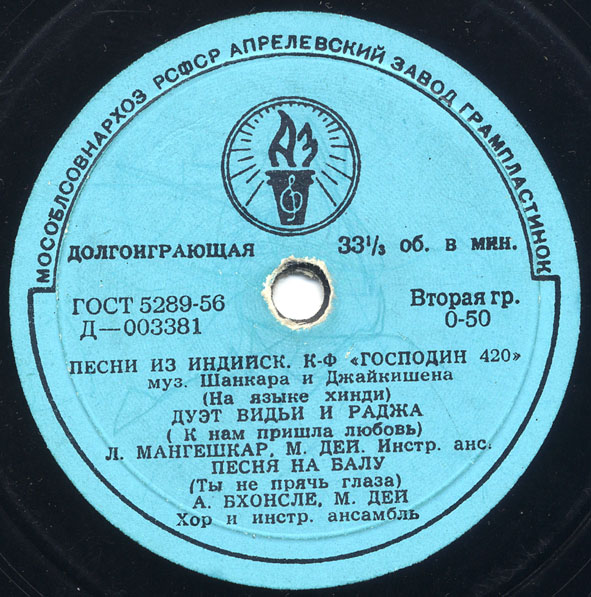 МОСОБЛСОВНАРХОЗ РСФСР АПРЕЛЕВСКИЙ ЗАВОД ГРАМПЛАСТИНОК
АЗ
ДОЛГОИГРАЮЩАЯ 33⅓ об. в мин.
ГОСТ 5289-56 Вторая гр.
Д—003381 0-50
ПЕСНИ ИЗ ИНДИЙСК. К-Ф «ГОСПОДИН 420»
муз. Шанкара и Джайкишена
(На языке хинди)
ДУЭТ ВИДЬИ И РАДЖА
( К нам пришла любовь)
Л. МАНГЕШКАР, М. ДЕЙ. Инстр. анс.
ПЕСНЯ НА БАЛУ
(Ты не прячь глаза)
А. БХОНСЛЕ, М. ДЕЙ
Хор и инстр. ансамбль